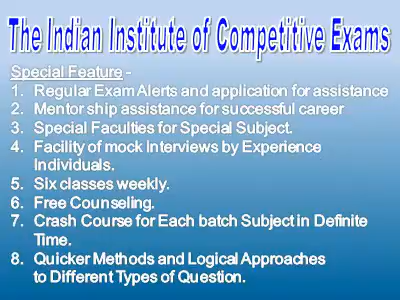 The Indian Institute of Competitive Exams
Special Feature -
1. Regular Exam Alerts and application for assistance
2. Mentor ship assistance for successful career
3. Special Faculties for Special Subject.
4. Facility of mock Interviews by Experience
Individuals.
5. Six classes weekly.
6. Free Counseling.
7. Crash Course for Each batch Subject in Definite
Time.
8. Quicker Methods and Logical Approaches
to Different Types of Question.